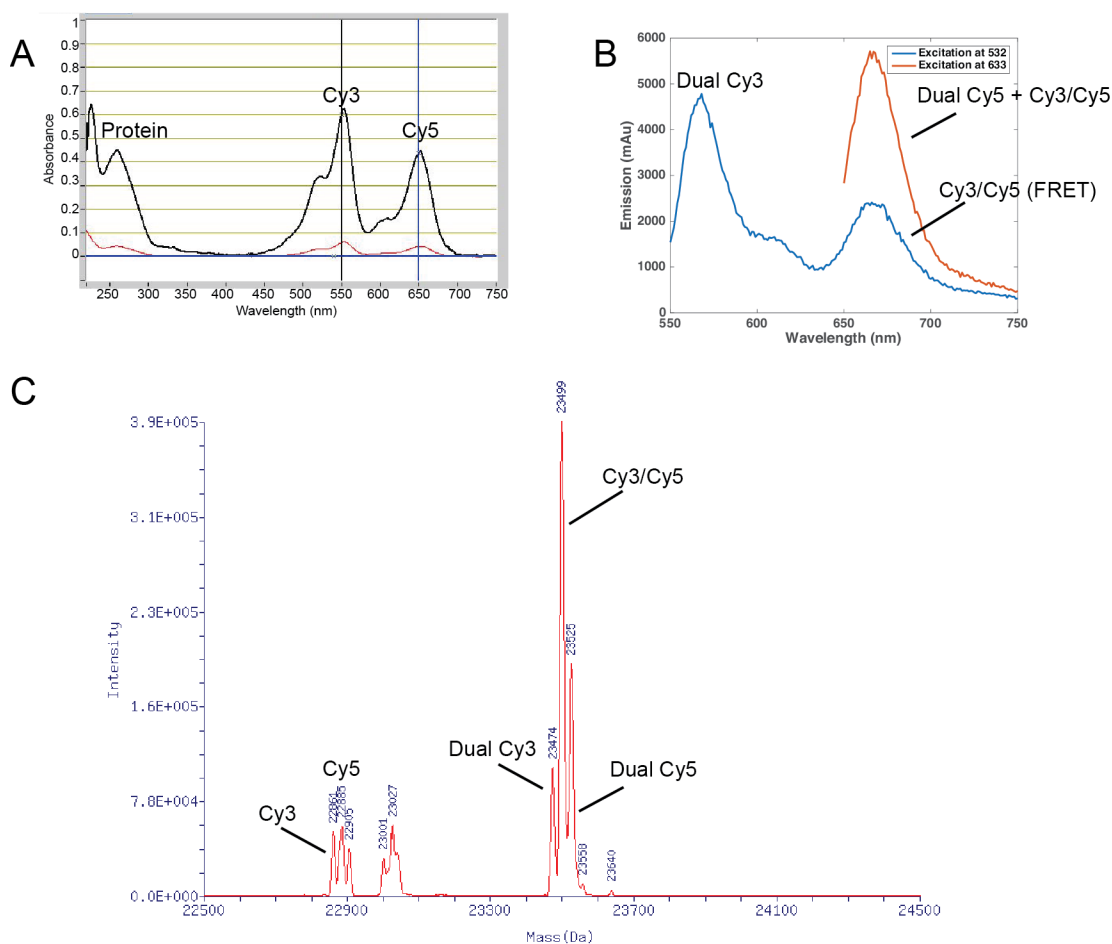 A
1
0.9
0.8
0.7
0.6
0.5
0.4
0.3
0.2
0.1
0
Absorbance
Protein
Cy3
Cy5
250 300 350 400 450 500 550 600 650 700 750
Wavelength (nm)
B
6000
5000
4000
3000
2000
1000
0
Emission (mAu)
Excitation at 532
Excitation at 633
Dual Cy3
Dual Cy5 + Cy3/Cy5
Cy3/Cy5 (FRET)
550 600 650 700 750
Wavelength (nm)
C
3.9E+005
3.1E+005
2.3E+005
1.6E+005
7.8E+004
0.0E+000
Intensity
23499
Cy3/Cy5
23525
Dual Cy3
23474
Dual Cy5
Cy5
Cy3
22861
22885
22905
23001
23027
23558
23640
22500 22900 23300 23700 24100 24500
Mass(Da)